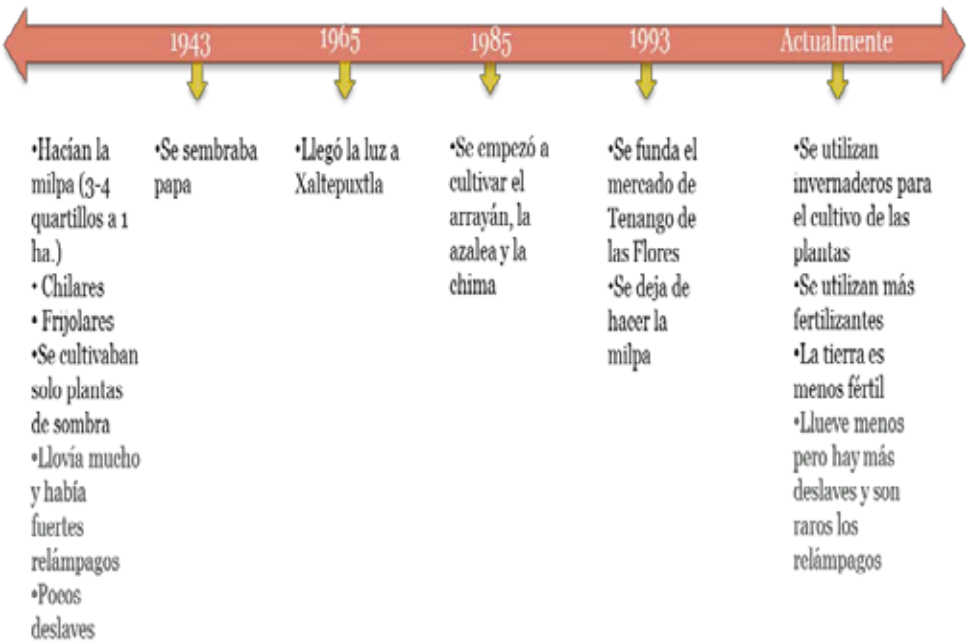 1943 1965 1985 1993 Actualmente
•Hacían la
milpa (3-4
quartillos a 1
ha.)
• Chilares
• Frijolares
•Se cultivaban
solo plantas
de sombra
•Llovía mucho
y había
fuertes
relámpagos
•Pocos
deslaves
•Se sembraba
papa
•Llegó la luz a
Xaltepuxtla
•Se empezó a
cultivar el
arrayán, la
azalea y la
chima
•Se funda el
mercado de
Tenango de
las Flores
•Se deja de
hacer la
milpa
•Se utilizan
invernaderos para
el cultivo de las
plantas
•Se utilizan más
fertilizantes
•La tierra es
menos fértil
•Llueve menos
pero hay más
deslaves y son
raros los
relámpagos